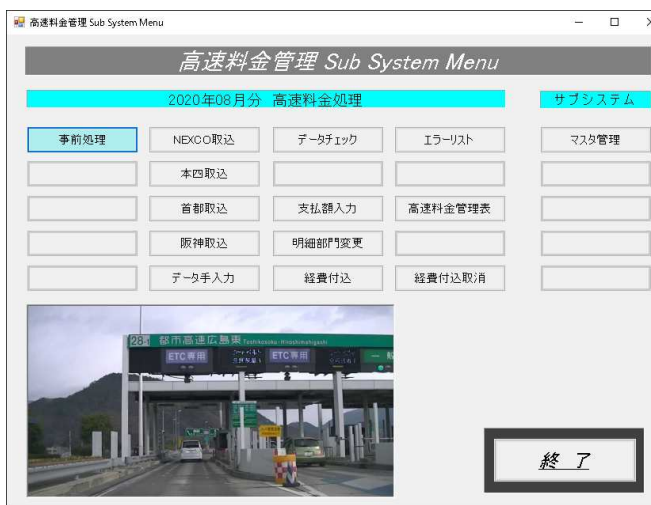 高速料金管理 Sub System Menu
高速料金管理 Sub System Menu
2020年08月分 高速料金処理
サブシステム
事前処理
NEXCO取込
データチェック
エラーリスト
マスタ管理
本四取込
首都取込
支払額入力
高速料金管理表
阪神取込
明細部門変更
データ手入力
経費付込
経費付込取消
28-1 都市高速広島東 Toshikosoku-Hiroshimahigashi
ETC専用
ETC専用
終 了